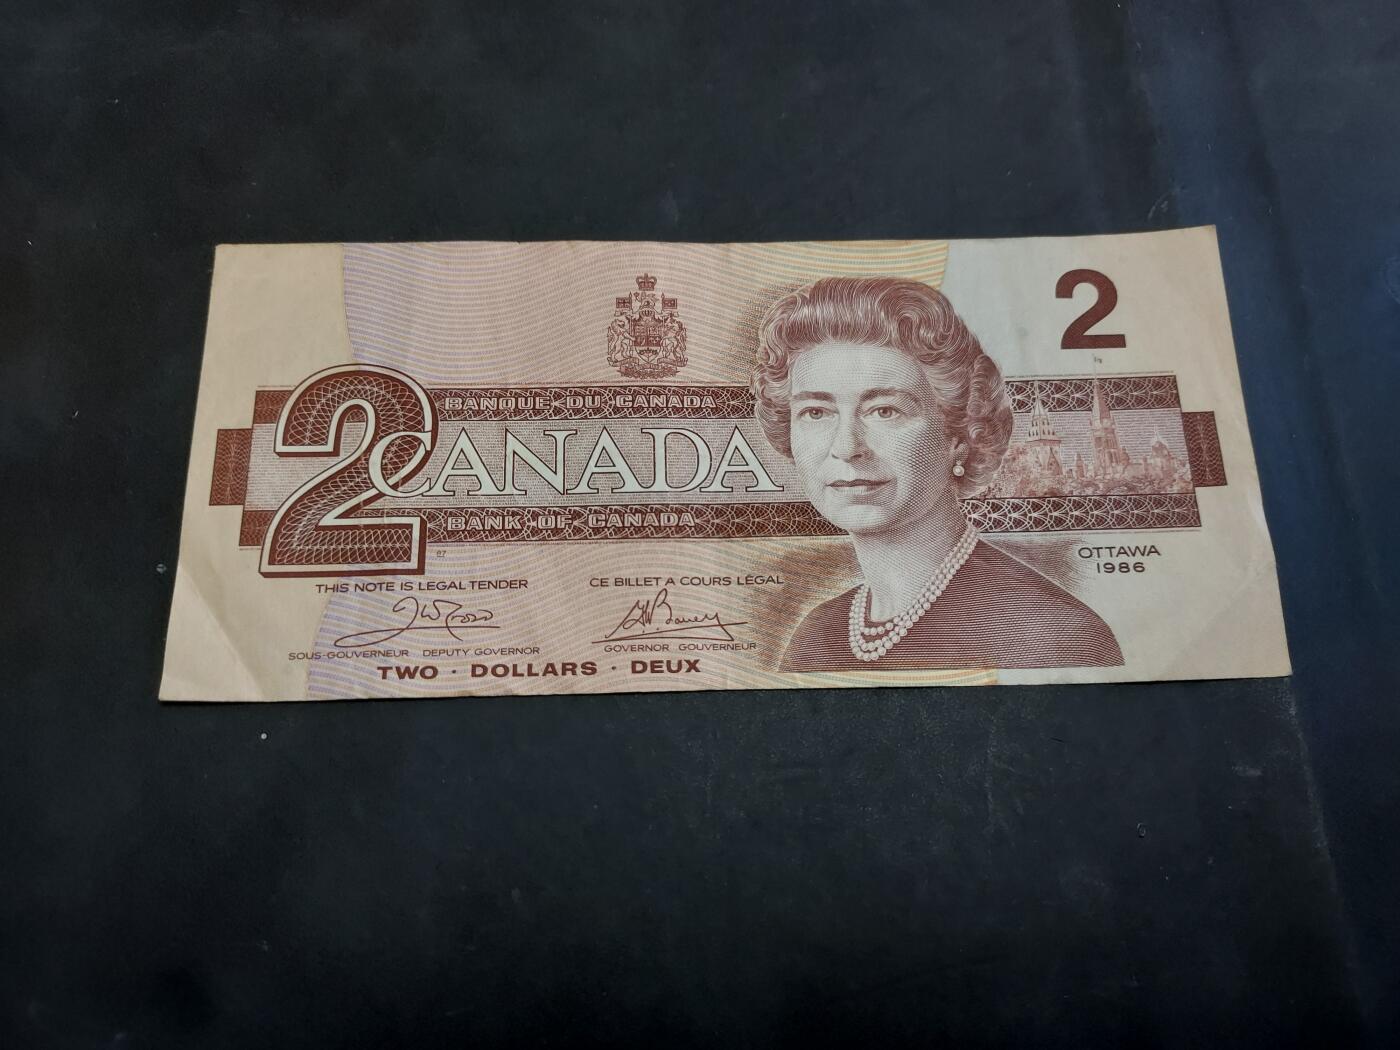 2
BANQUE DU CANADA
2 CANADA
BANK OF CANADA
OTTAWA
1986
THIS NOTE IS LEGAL TENDER CE BILLET A COURS LÉGAL
SOUS-GOUVERNEUR DEPUTY GOVERNOR GOVERNOR GOUVERNEUR
TWO · DOLLARS · DEUX